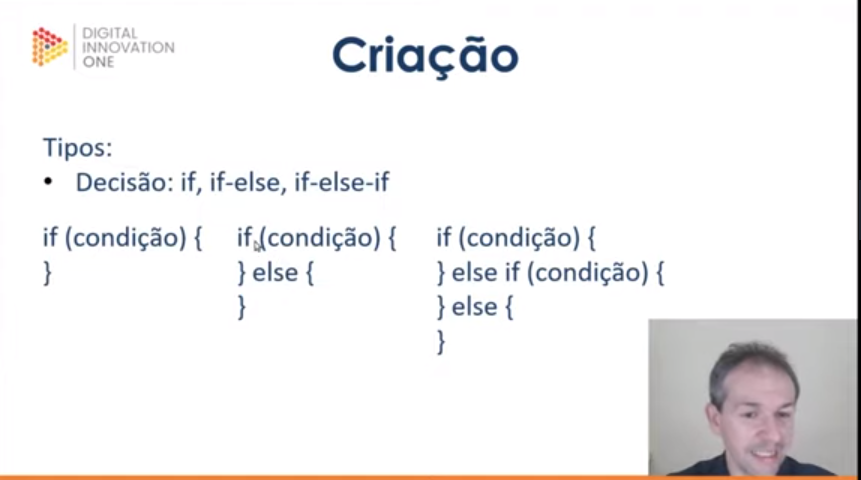 DIGITAL
INNOVATION
ONE
Criação
Tipos:
• Decisão: if, if-else, if-else-if
if (condição) {
}
if (condição) {
} else {
}
if (condição) {
} else if (condição) {
} else {
}